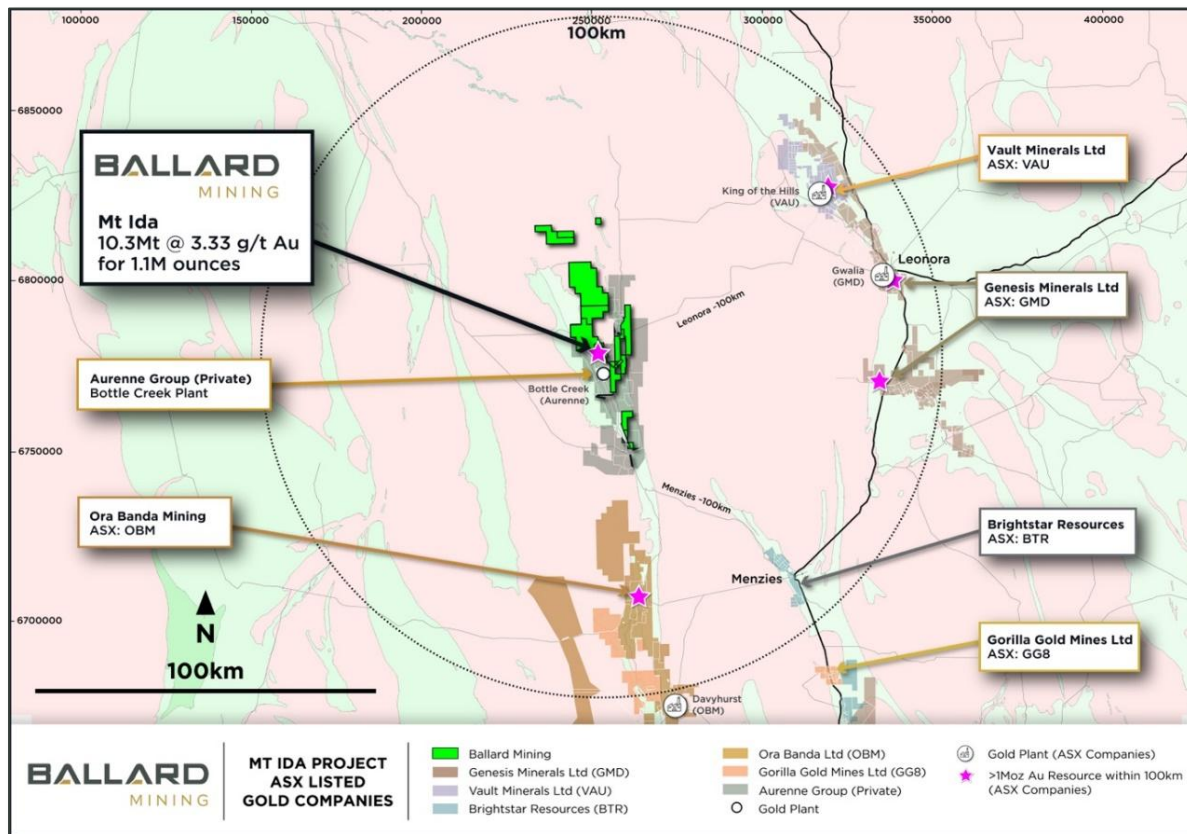 100000
150000
200000
250000
300000
350000
400000
100km
6850000
6800000
6750000
6700000
BALLARD
MINING
Mt Ida
10.3Mt @ 3.33 g/t Au
for 1.1M ounces
Vault Minerals Ltd
ASX: VAU
King of the Hills
(VAU)
Leonora
Gwalia
(GMD)
Genesis Minerals Ltd
ASX: GMD
Leonora ~100km
Aurenne Group (Private)
Bottle Creek Plant
Bottle Creek
(Aurenne)
Menzies ~100km
Ora Banda Mining
ASX: OBM
Brightstar Resources
ASX: BTR
Menzies
Gorilla Gold Mines Ltd
ASX: GG8
Davyhurst
(OBM)
N
100km
BALLARD
MINING
MT IDA PROJECT
ASX LISTED
GOLD COMPANIES
Ballard Mining
Genesis Minerals Ltd (GMD)
Vault Minerals Ltd (VAU)
Brightstar Resources (BTR)
Ora Banda Ltd (OBM)
Gorilla Gold Mines Ltd (GG8)
Aurenne Group (Private)
Gold Plant
Gold Plant (ASX Companies)
>1Moz Au Resource within 100km
(ASX Companies)